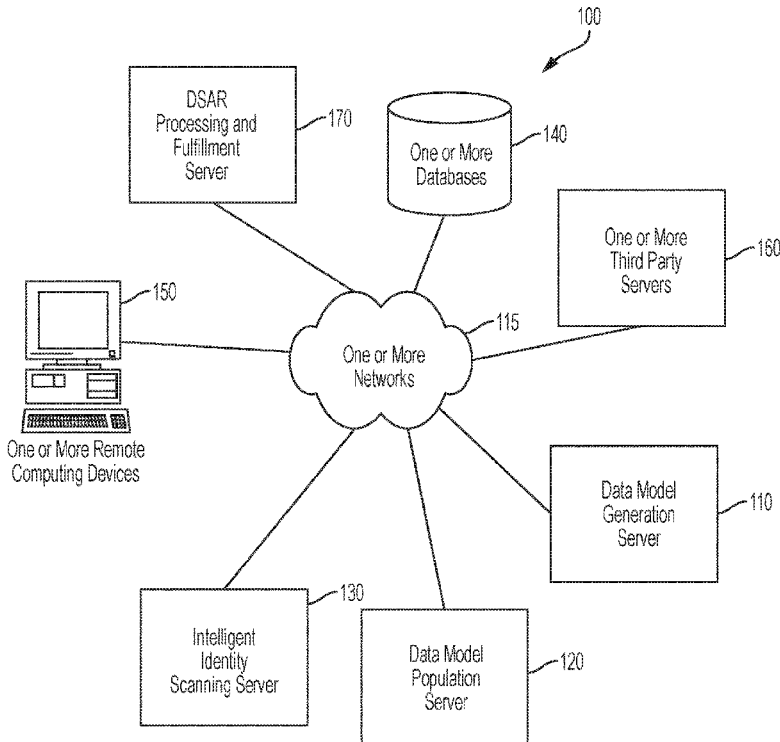 100
DSAR
Processing and
Fulfillment
Server
170
One or More
Databases
140
One or More
Third Party
Servers
160
150
One or More Remote
Computing Devices
115
One or More
Networks
Data Model
Generation
Server
110
130
Intelligent
Identity
Scanning Server
Data Model
Population
Server
120